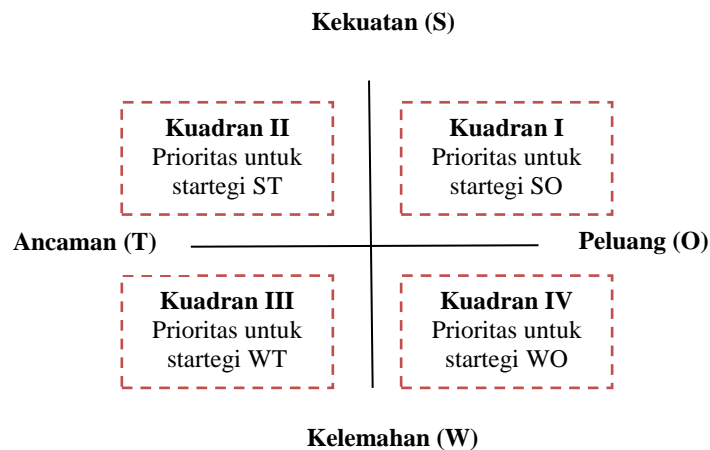 Kekuatan (S)
Kuadran II
Prioritas untuk
startegi ST
Kuadran I
Prioritas untuk
startegi SO
Ancaman (T)
Peluang (O)
Kuadran III
Prioritas untuk
startegi WT
Kuadran IV
Prioritas untuk
startegi WO
Kelemahan (W)